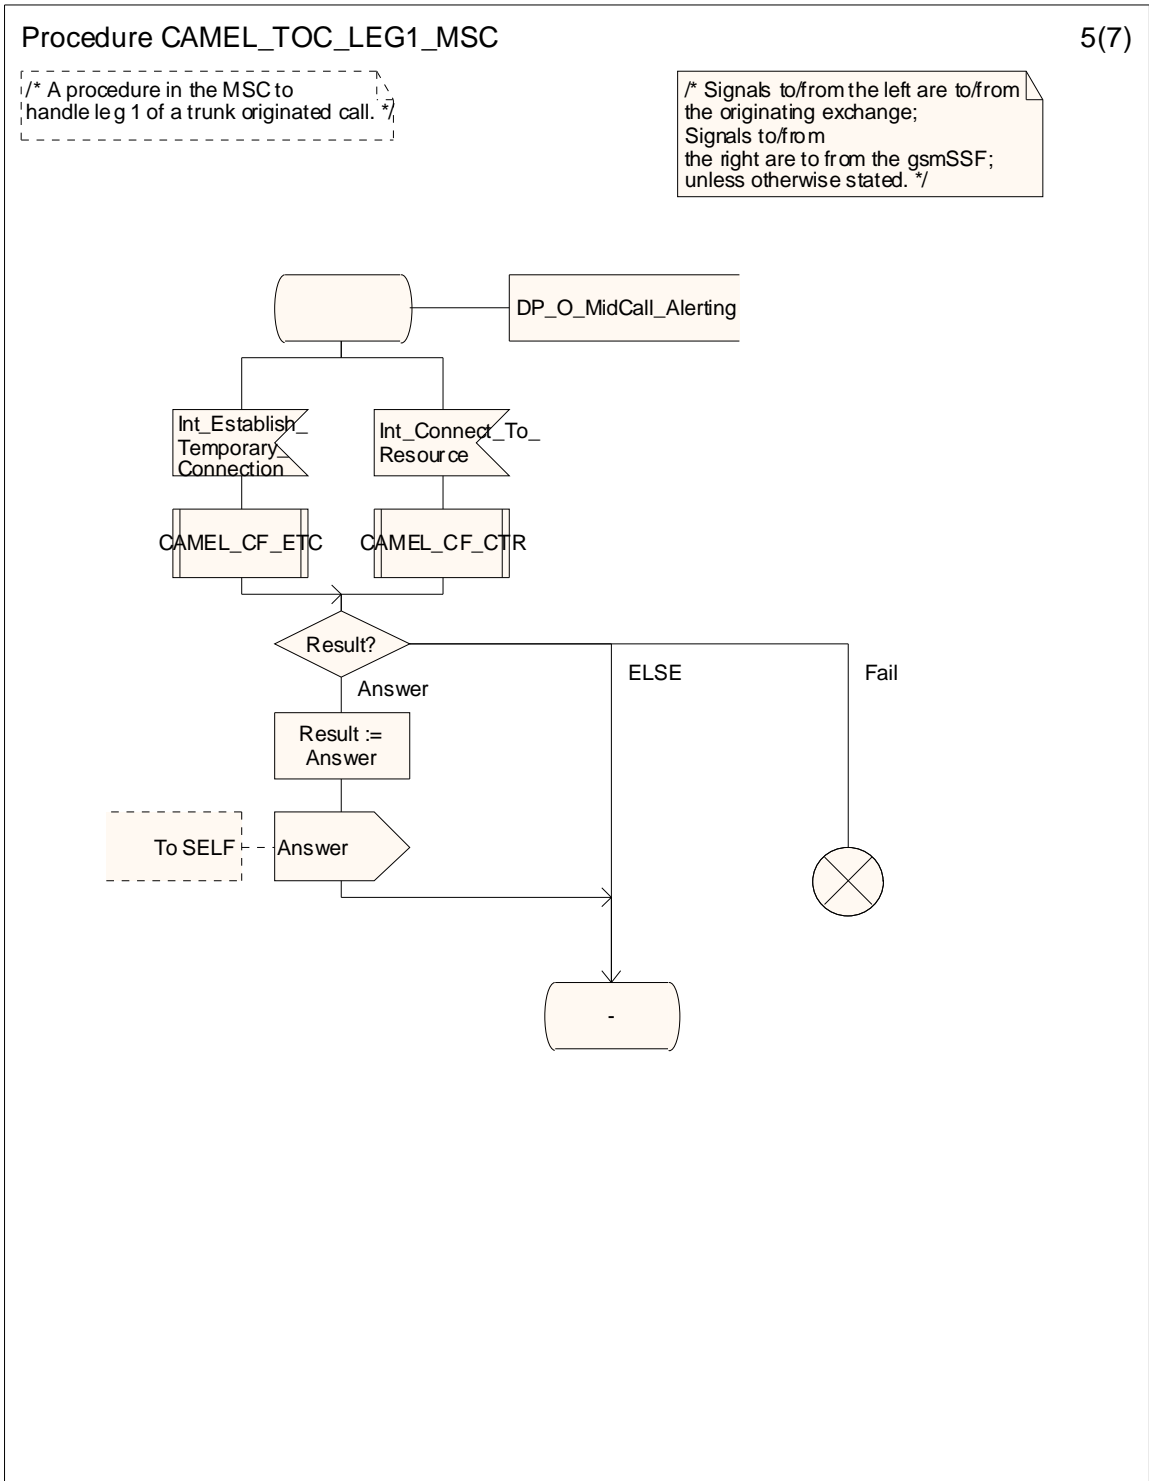 Procedure CAMEL_TOC_LEG1_MSC
5(7)
/* A procedure in the MSC to
handle leg 1 of a trunk originated call. */
/* Signals to/from the left are to/from
the originating exchange;
Signals to/from
the right are to from the gsmSSF;
unless otherwise stated. */
DP_O_MidCall_Alerting
Int_Establish_
Temporary_
Connection
Int_Connect_To_
Resource
CAMEL_CF_ETC
CAMEL_CF_CTR
Result?
ELSE
Fail
Answer
Result :=
Answer
To SELF
Answer
-